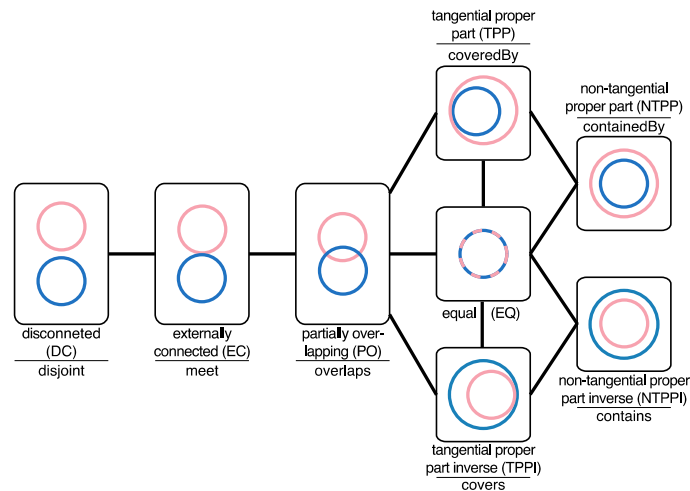 tangential proper
part (TPP)
coveredBy
non-tangential
proper part (NTPP)
containedBy
disconneted
(DC)
disjoint
externally
connected (EC)
meet
partially over-
lapping (PO)
overlaps
equal (EQ)
tangential proper
part inverse (TPPI)
covers
non-tangential proper
part inverse (NTPPI)
contains